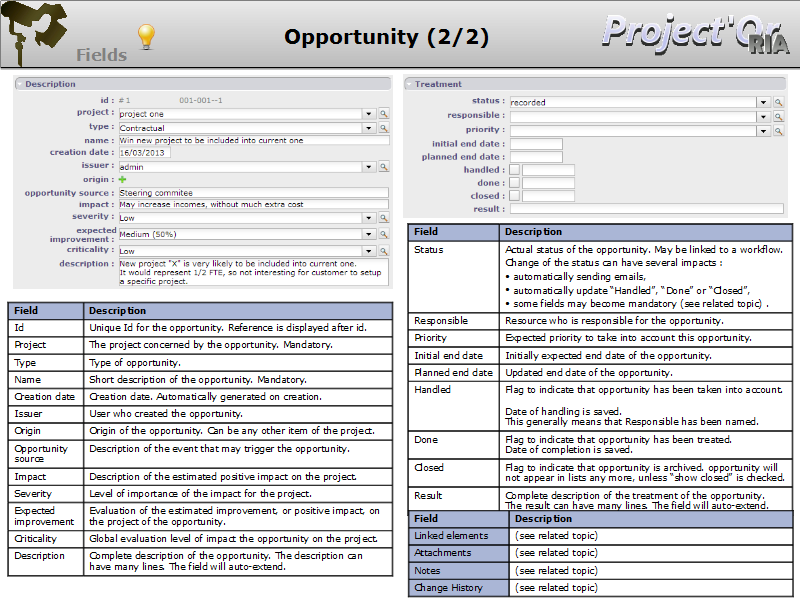 Fields
Opportunity (2/2)
Project'Or
RIA
Description
id : # 1 001-001--1
project : project one
type : Contractual
name : Win new project to be included into current one
creation date : 16/03/2013
issuer : admin
origin :
opportunity source : Steering commitee
impact : May increase incomes, without much extra cost
severity : Low
expected
improvement : Medium (50%)
criticality : Low
description : New project "X" is very likely to be included into current one.
It would represent 1/2 FTE, so not interesting for customer to setup
a specific project.
Field Description
Id Unique Id for the opportunity. Reference is displayed after id.
Project The project concerned by the opportunity. Mandatory.
Type Type of opportunity.
Name Short description of the opportunity. Mandatory.
Creation date Creation date. Automatically generated on creation.
Issuer User who created the opportunity.
Origin Origin of the opportunity. Can be any other item of the project.
Opportunity Description of the event that may trigger the opportunity.
source
Impact Description of the estimated positive impact on the project.
Severity Level of importance of the impact for the project.
Expected Evaluation of the estimated improvement, or positive impact, on
improvement the project of the opportunity.
Criticality Global evaluation level of impact the opportunity on the project.
Description Complete description of the opportunity. The description can
have many lines. The field will auto-extend.
Treatment
status : recorded
responsible :
priority :
initial end date :
planned end date :
handled :
done :
closed :
result :
Field Description
Status Actual status of the opportunity. May be linked to a workflow.
Change of the status can have several impacts :
• automatically sending emails,
• automatically update “Handled”, “Done” or “Closed”,
• some fields may become mandatory (see related topic) .
Responsible Resource who is responsible for the opportunity.
Priority Expected priority to take into account this opportunity.
Initial end date Initially expected end date of the opportunity.
Planned end date Updated end date of the opportunity.
Handled Flag to indicate that opportunity has been taken into account.
Date of handling is saved.
This generally means that Responsible has been named.
Done Flag to indicate that opportunity has been treated.
Date of completion is saved.
Closed Flag to indicate that opportunity is archived. opportunity will
not appear in lists any more, unless “show closed” is checked.
Result Complete description of the treatment of the opportunity.
The result can have many lines. The field will auto-extend.
Field Description
Linked elements (see related topic)
Attachments (see related topic)
Notes (see related topic)
Change History (see related topic)